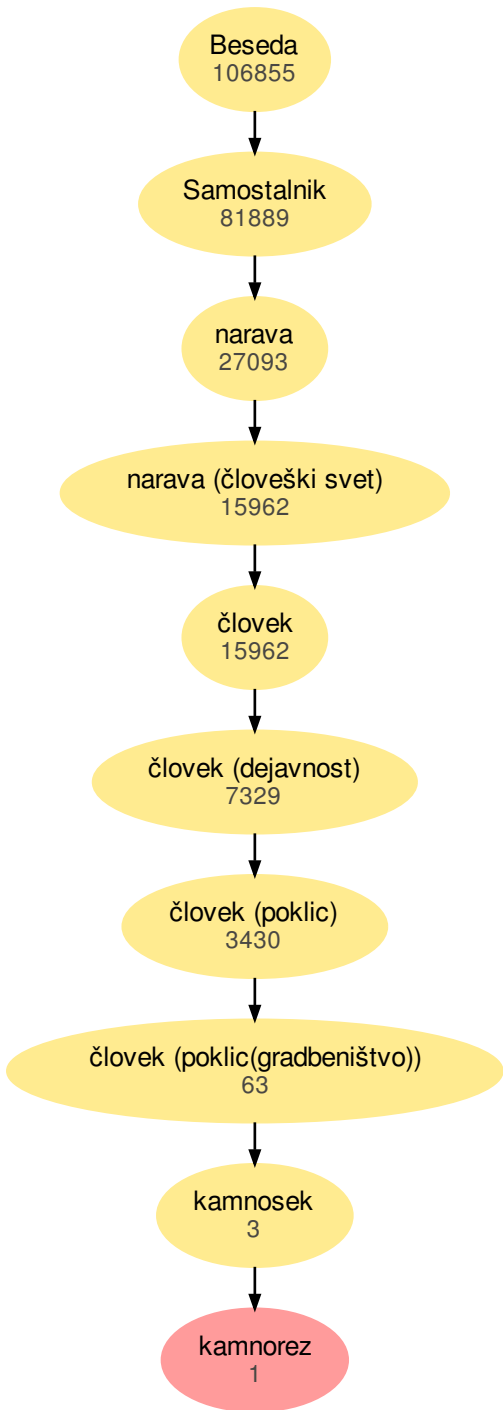 Beseda
106855
Samostalnik
81889
narava
27093
narava (človeški svet)
15962
človek
15962
človek (dejavnost)
7329
človek (poklic)
3430
človek (poklic(gradbeništvo))
63
kamnosek
3
kamnorez
1